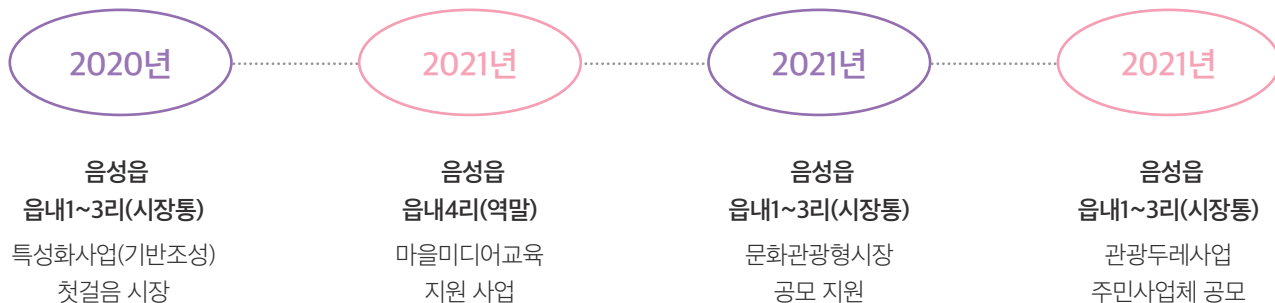 2020년
음성읍
읍내1~3리(시장통)
특성화사업(기반조성)
첫걸음 시장
2021년
음성읍
읍내4리(역말)
마을미디어교육
지원 사업
2021년
음성읍
읍내1~3리(시장통)
문화관광형시장
공모 지원
2021년
음성읍
읍내1~3리(시장통)
관광두레사업
주민사업체 공모